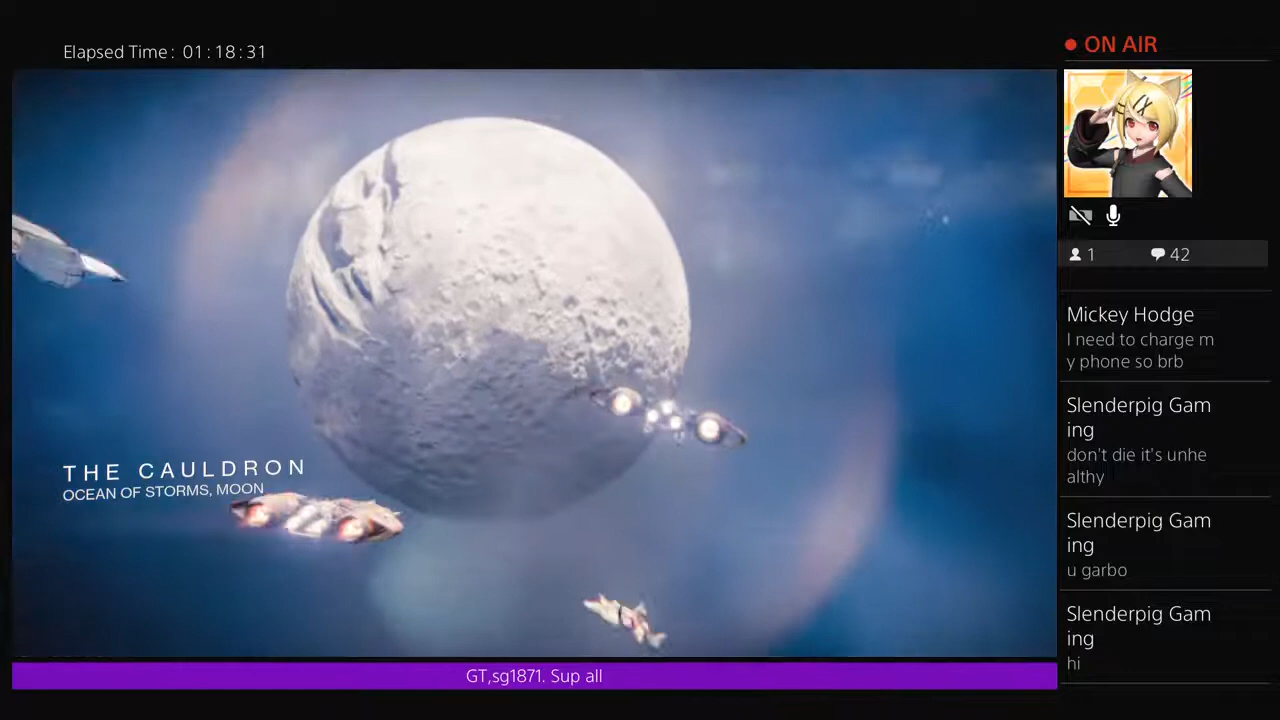 Elapsed Time: 01:18:31
ON AIR
1 42
THE CAULDRON
OCEAN OF STORMS, MOON
Mickey Hodge
I need to charge m
y phone so brb
Slenderpig Gam
ing
don't die it's unhe
althy
Slenderpig Gam
ing
u garbo
Slenderpig Gam
ing
hi
GT,sg1871. Sup all